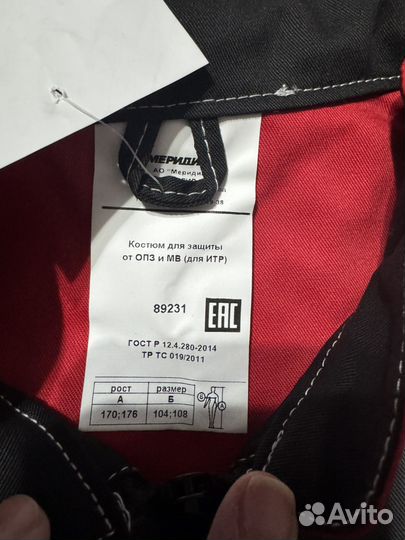 МЕРИДИ
АО "Мериди
Костюм для защиты
от ОПЗ и МВ (для ИТР)
89231
ЕАС
ГОСТ Р 12.4.280-2014
ТР ТС 019/2011
рост размер
А Б
170;176 104;108
Б А
Avito